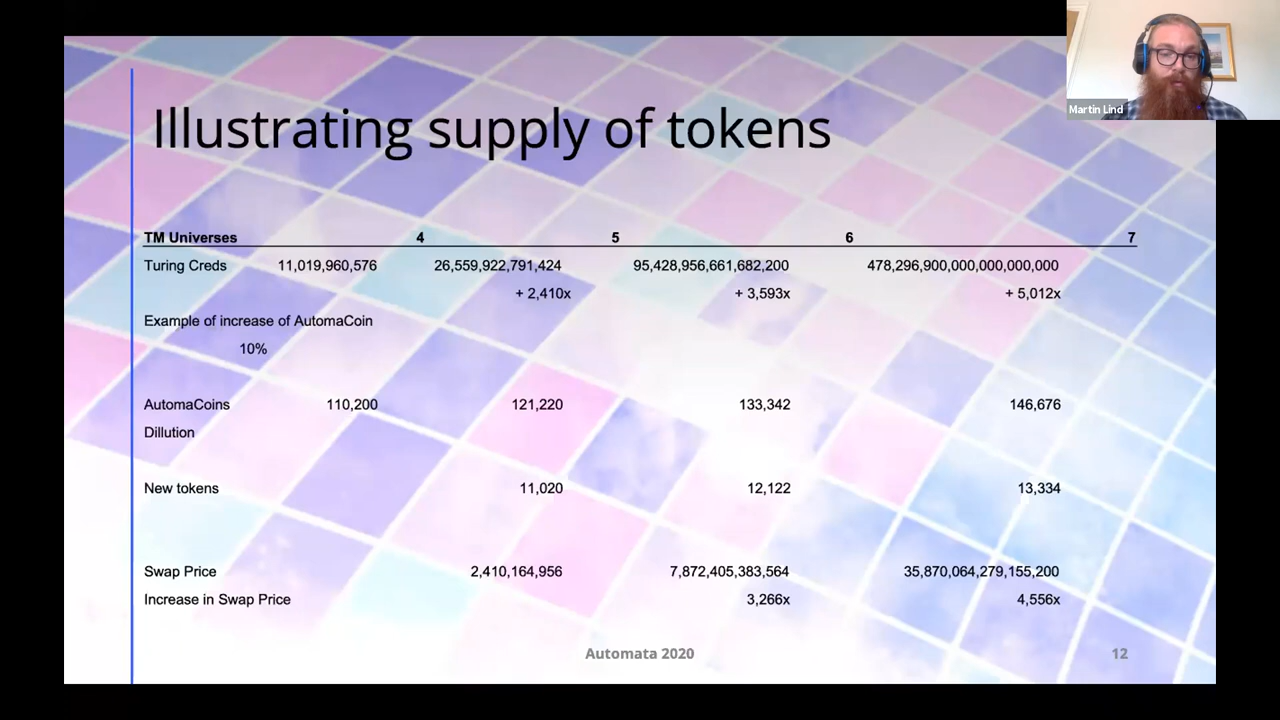 Martin Lind
Illustrating supply of tokens
TM Universes 4 5 6 7
Turing Creds 11,019,960,576 26,559,922,791,424 95,428,956,661,682,200 478,296,900,000,000,000,000
+ 2,410x + 3,593x + 5,012x
Example of increase of AutomaCoin
10%
AutomaCoins 110,200 121,220 133,342 146,676
Dillution
New tokens 11,020 12,122 13,334
Swap Price 2,410,164,956 7,872,405,383,564 35,870,064,279,155,200
Increase in Swap Price 3,266x 4,556x
Automata 2020 12